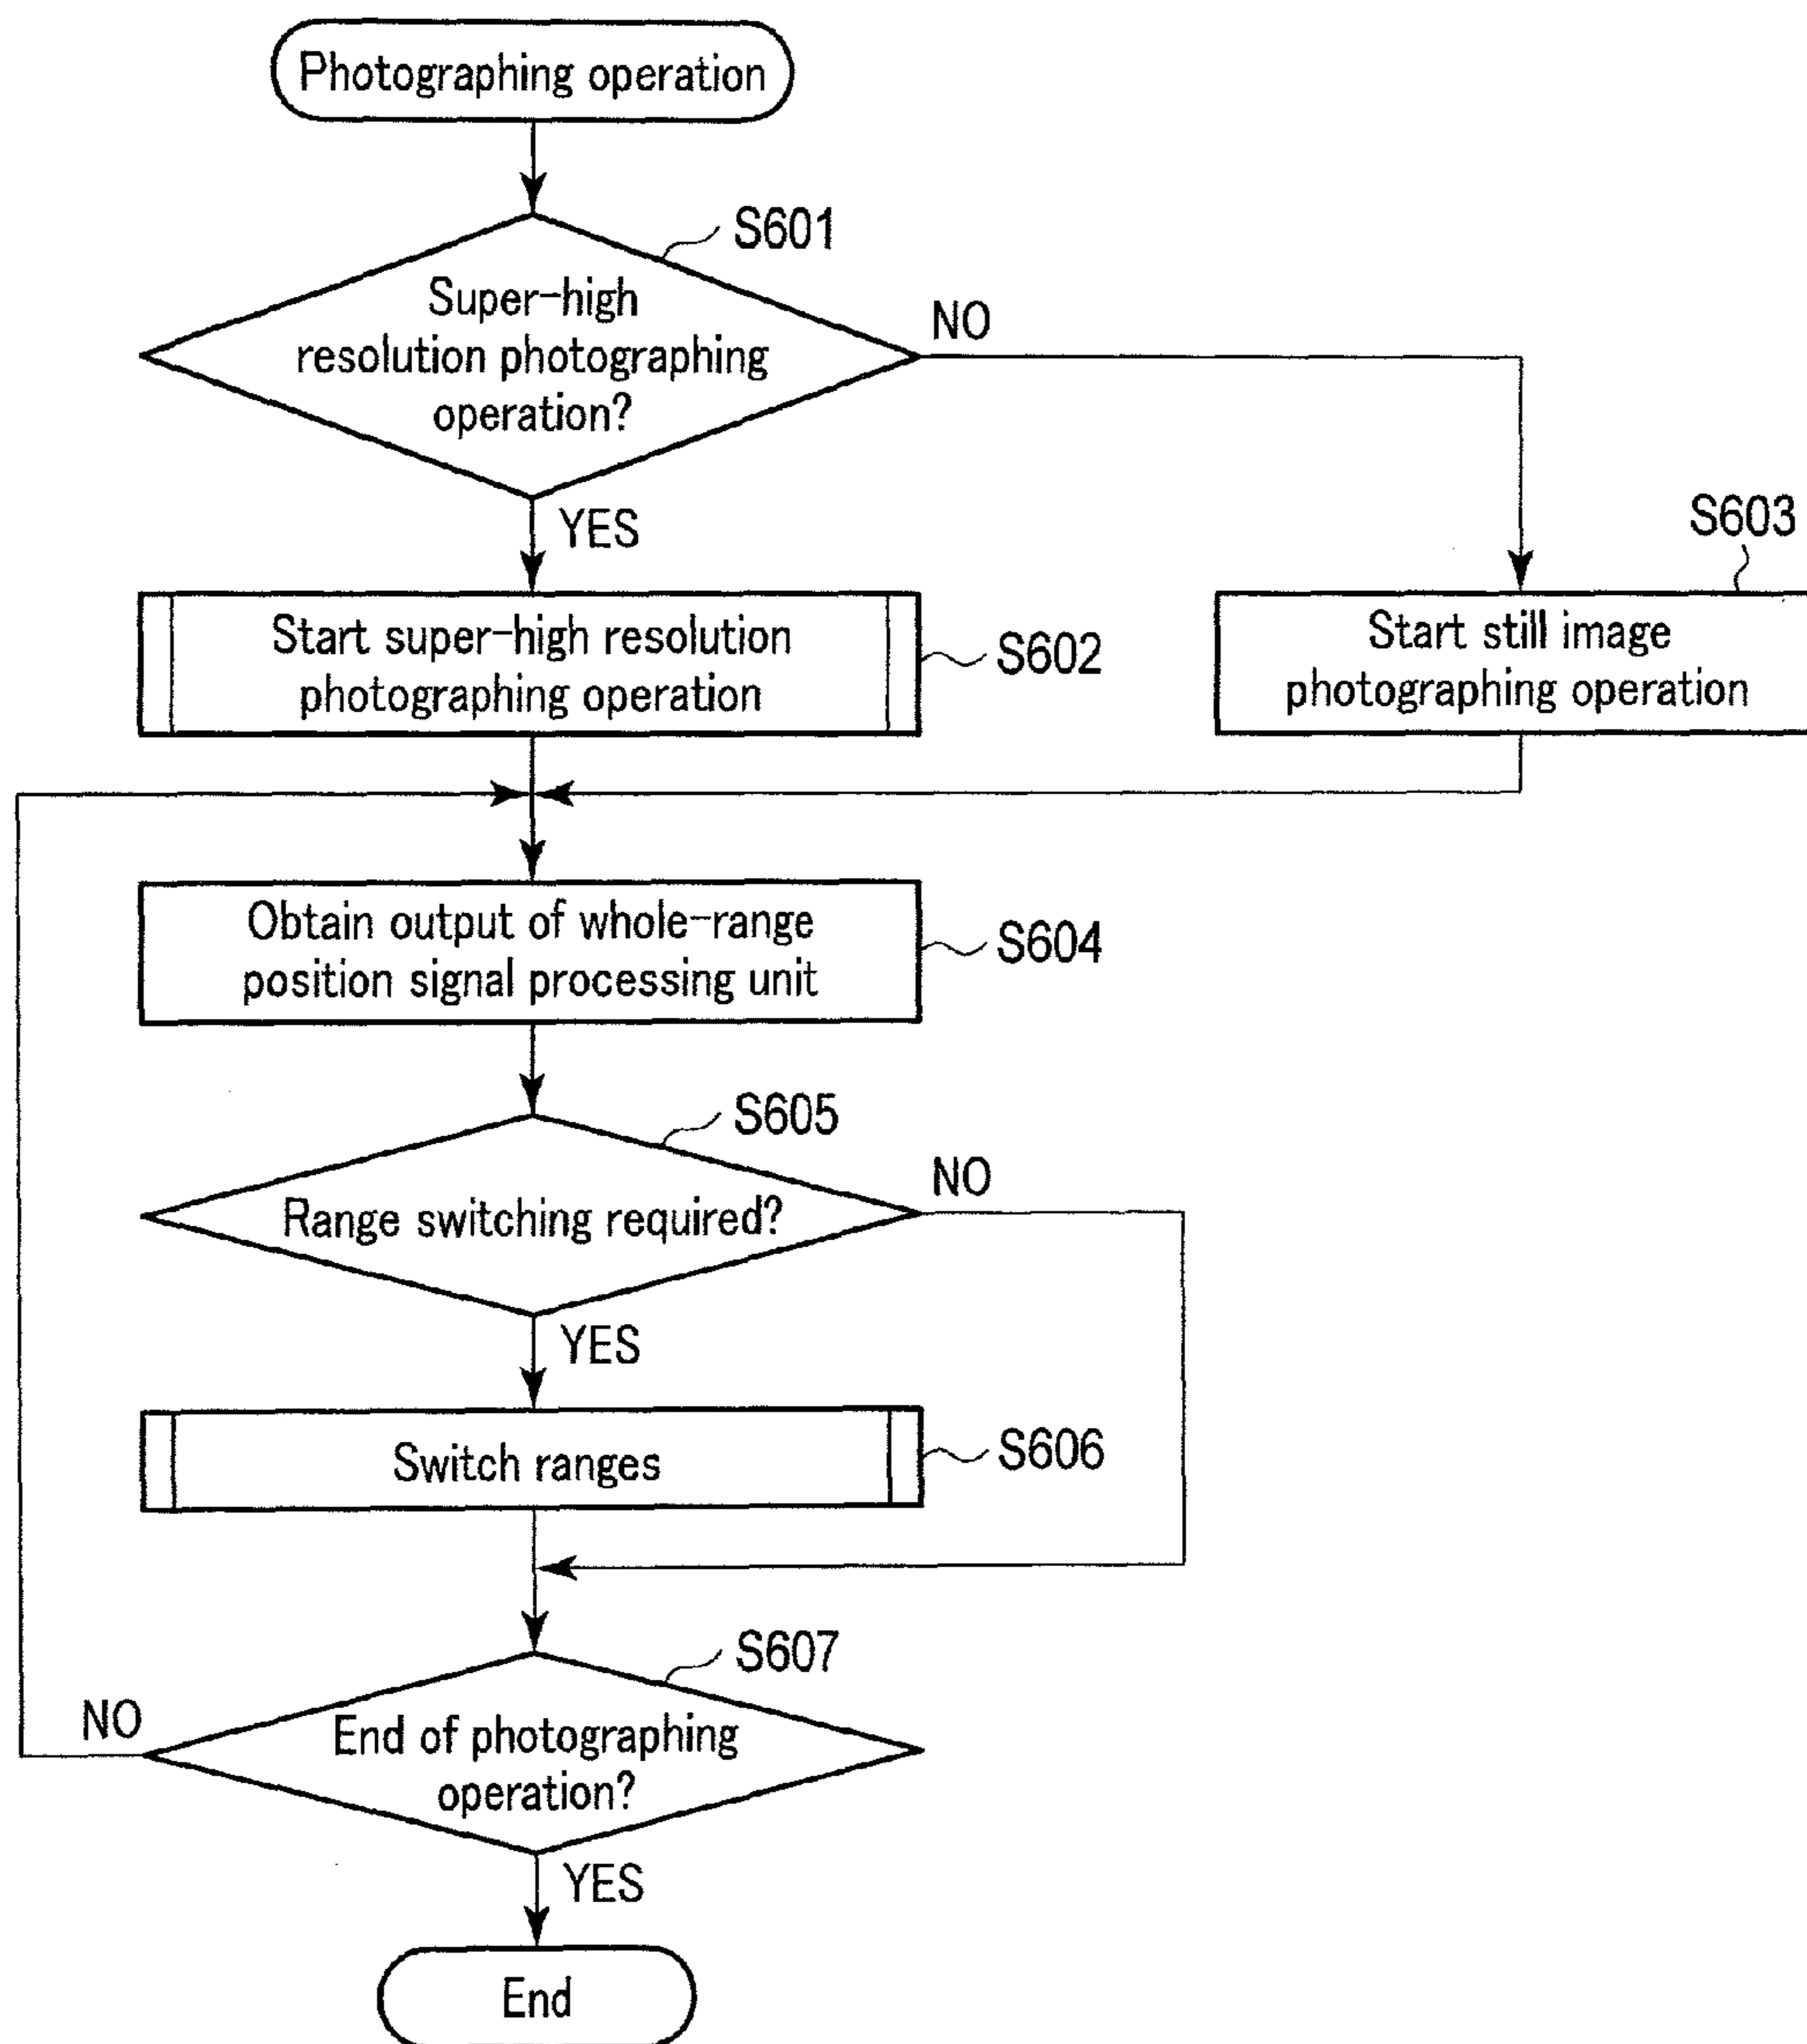 Photographing operation
S601
Super-high
resolution photographing
operation?
NO
YES
S603
Start super-high resolution
photographing operation
S602
Start still image
photographing operation
Obtain output of whole-range
position signal processing unit
S604
S605
Range switching required?
NO
YES
Switch ranges
S606
S607
End of photographing
operation?
NO
YES
End